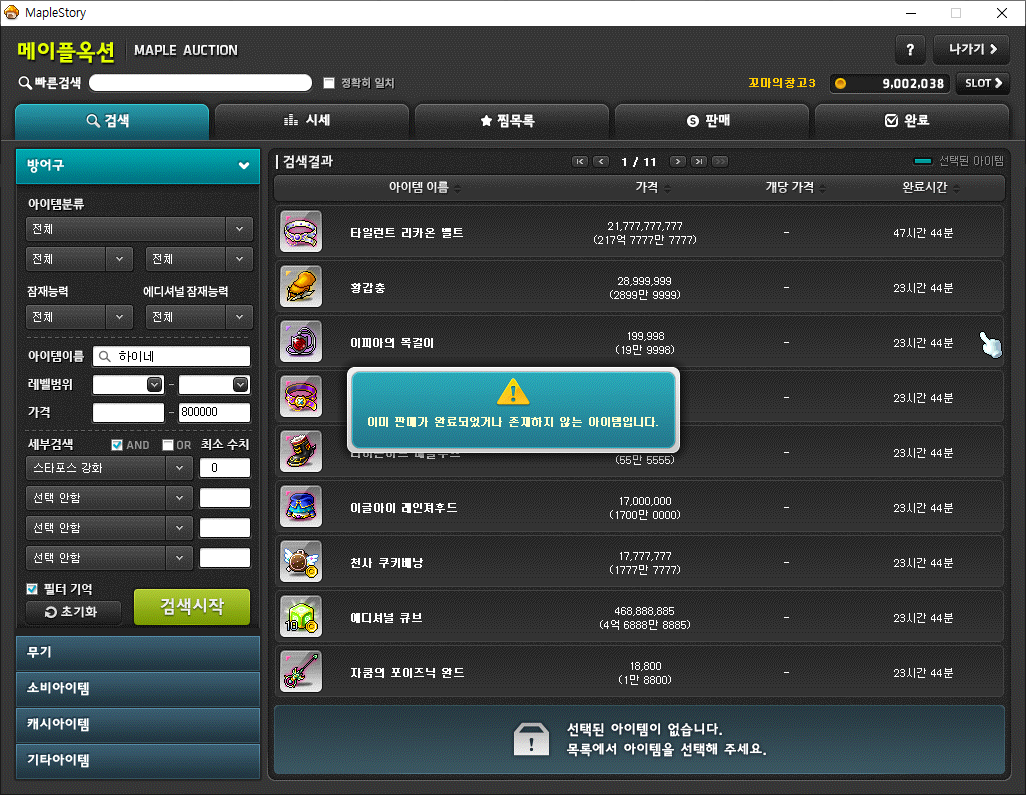 MapleStory
메이플옥션 MAPLE AUCTION
? 나가기
빠른검색 정확히 일치 꼬마의창고3 9,002,038 SLOT
검색 시세 찜목록 판매 완료
방어구
아이템분류
전체
전체 전체
잠재능력 에디셔널 잠재능력
전체 전체
아이템이름 하이네
레벨범위 -
가격 - 800000
세부검색 AND OR 최소 수치
스타포스 강화 0
선택 안함
선택 안함
선택 안함
필터 기억
초기화 검색시작
무기
소비아이템
캐시아이템
기타아이템
검색결과 1 / 11 선택된 아이템
아이템 이름 가격 개당 가격 완료시간
타일런트 리카온 벨트 21,777,777,777 - 47시간 44분
(217억 7777만 7777)
황갑충 28,999,999 - 23시간 44분
(2899만 9999)
이피아의 목걸이 199,998 - 23시간 44분
(19만 9998)
- 23시간 44분
이미 판매가 완료되었거나 존재하지 않는 아이템입니다.
- 23시간 44분
(55만 5555)
이글아이 레인져후드 17,000,000 - 23시간 44분
(1700만 0000)
천사 쿠키베낭 17,777,777 - 23시간 44분
(1777만 7777)
10 에디셔널 큐브 468,888,885 - 23시간 44분
(4억 6888만 8885)
자쿰의 포이즈닉 완드 18,800 - 23시간 44분
(1만 8800)
선택된 아이템이 없습니다.
목록에서 아이템을 선택해 주세요.